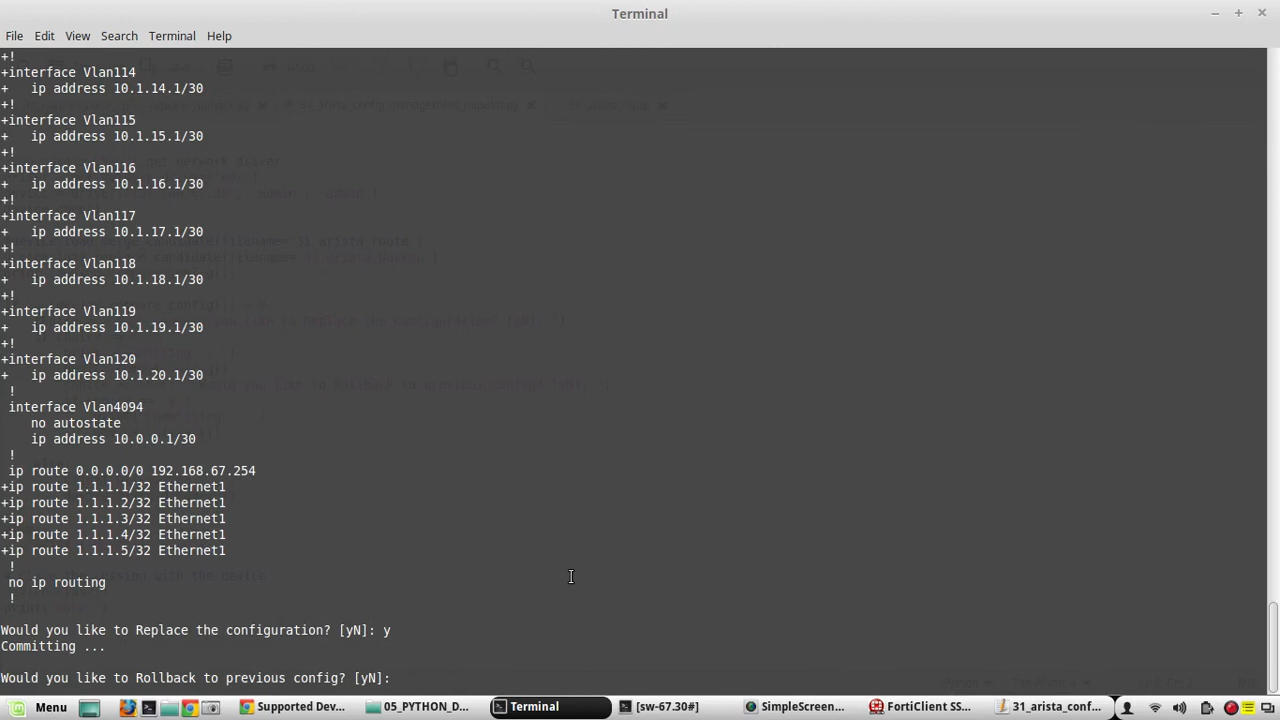 Terminal
File Edit View Search Terminal Help
+!
+interface Vlan114
+   ip address 10.1.14.1/30
+!
+interface Vlan115
+   ip address 10.1.15.1/30
+!
+interface Vlan116
+   ip address 10.1.16.1/30
+!
+interface Vlan117
+   ip address 10.1.17.1/30
+!
+interface Vlan118
+   ip address 10.1.18.1/30
+!
+interface Vlan119
+   ip address 10.1.19.1/30
+!
+interface Vlan120
+   ip address 10.1.20.1/30
 !
 interface Vlan4094
    no autostate
    ip address 10.0.0.1/30
 !
 ip route 0.0.0.0/0 192.168.67.254
+ip route 1.1.1.1/32 Ethernet1
+ip route 1.1.1.2/32 Ethernet1
+ip route 1.1.1.3/32 Ethernet1
+ip route 1.1.1.4/32 Ethernet1
+ip route 1.1.1.5/32 Ethernet1
 !
 no ip routing
 !
Would you like to Replace the configuration? [yN]: y
Committing ...
Would you like to Rollback to previous config? [yN]:
Menu Supported Dev... 05_PYTHON_D... Terminal [sw-67.30#] SimpleScreen... FortiClient SS... 31_arista_conf...